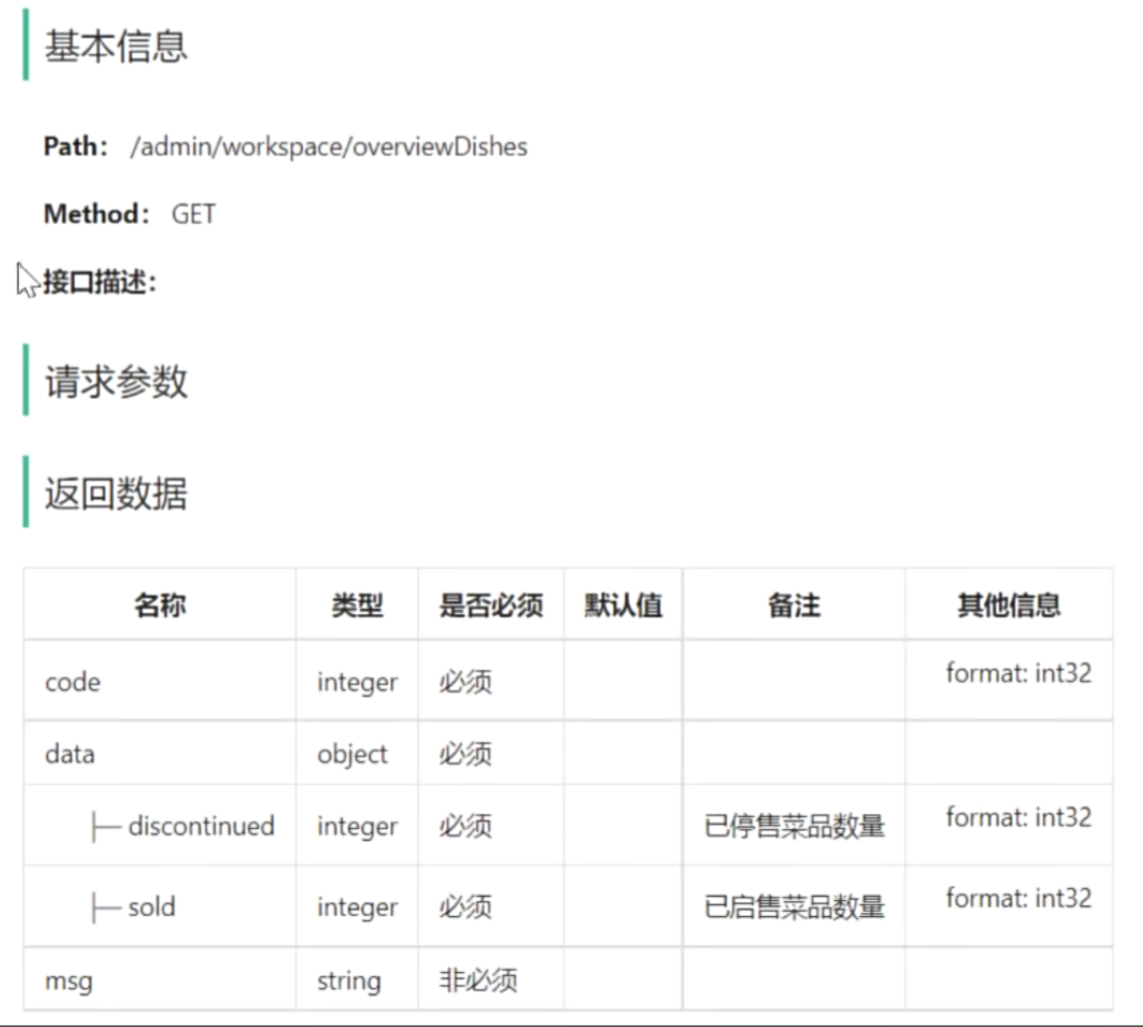 基本信息
Path： /admin/workspace/overviewDishes
Method： GET
接口描述：
请求参数
返回数据
名称 类型 是否必须 默认值 备注 其他信息
code integer 必须 format: int32
data object 必须
├─ discontinued integer 必须 已停售菜品数量 format: int32
├─ sold integer 必须 已启售菜品数量 format: int32
msg string 非必须